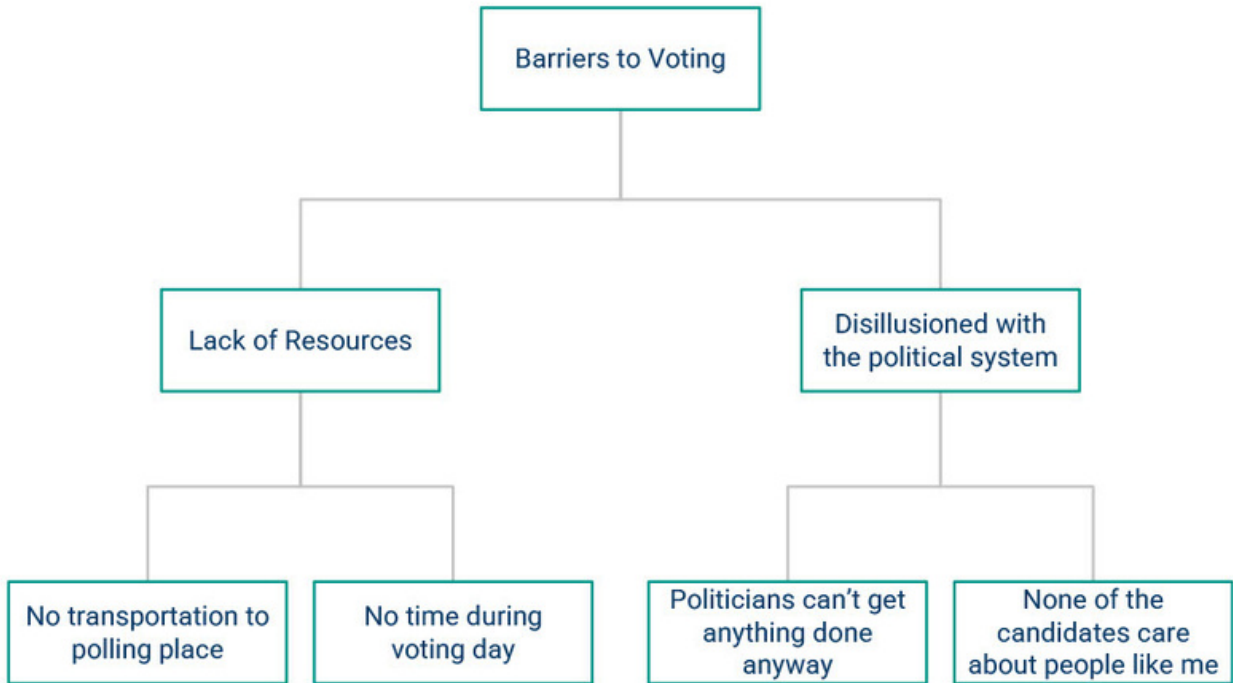 Barriers to Voting
Lack of Resources
Disillusioned with
the political system
No transportation to
polling place
No time during
voting day
Politicians can’t get
anything done
anyway
None of the
candidates care
about people like me